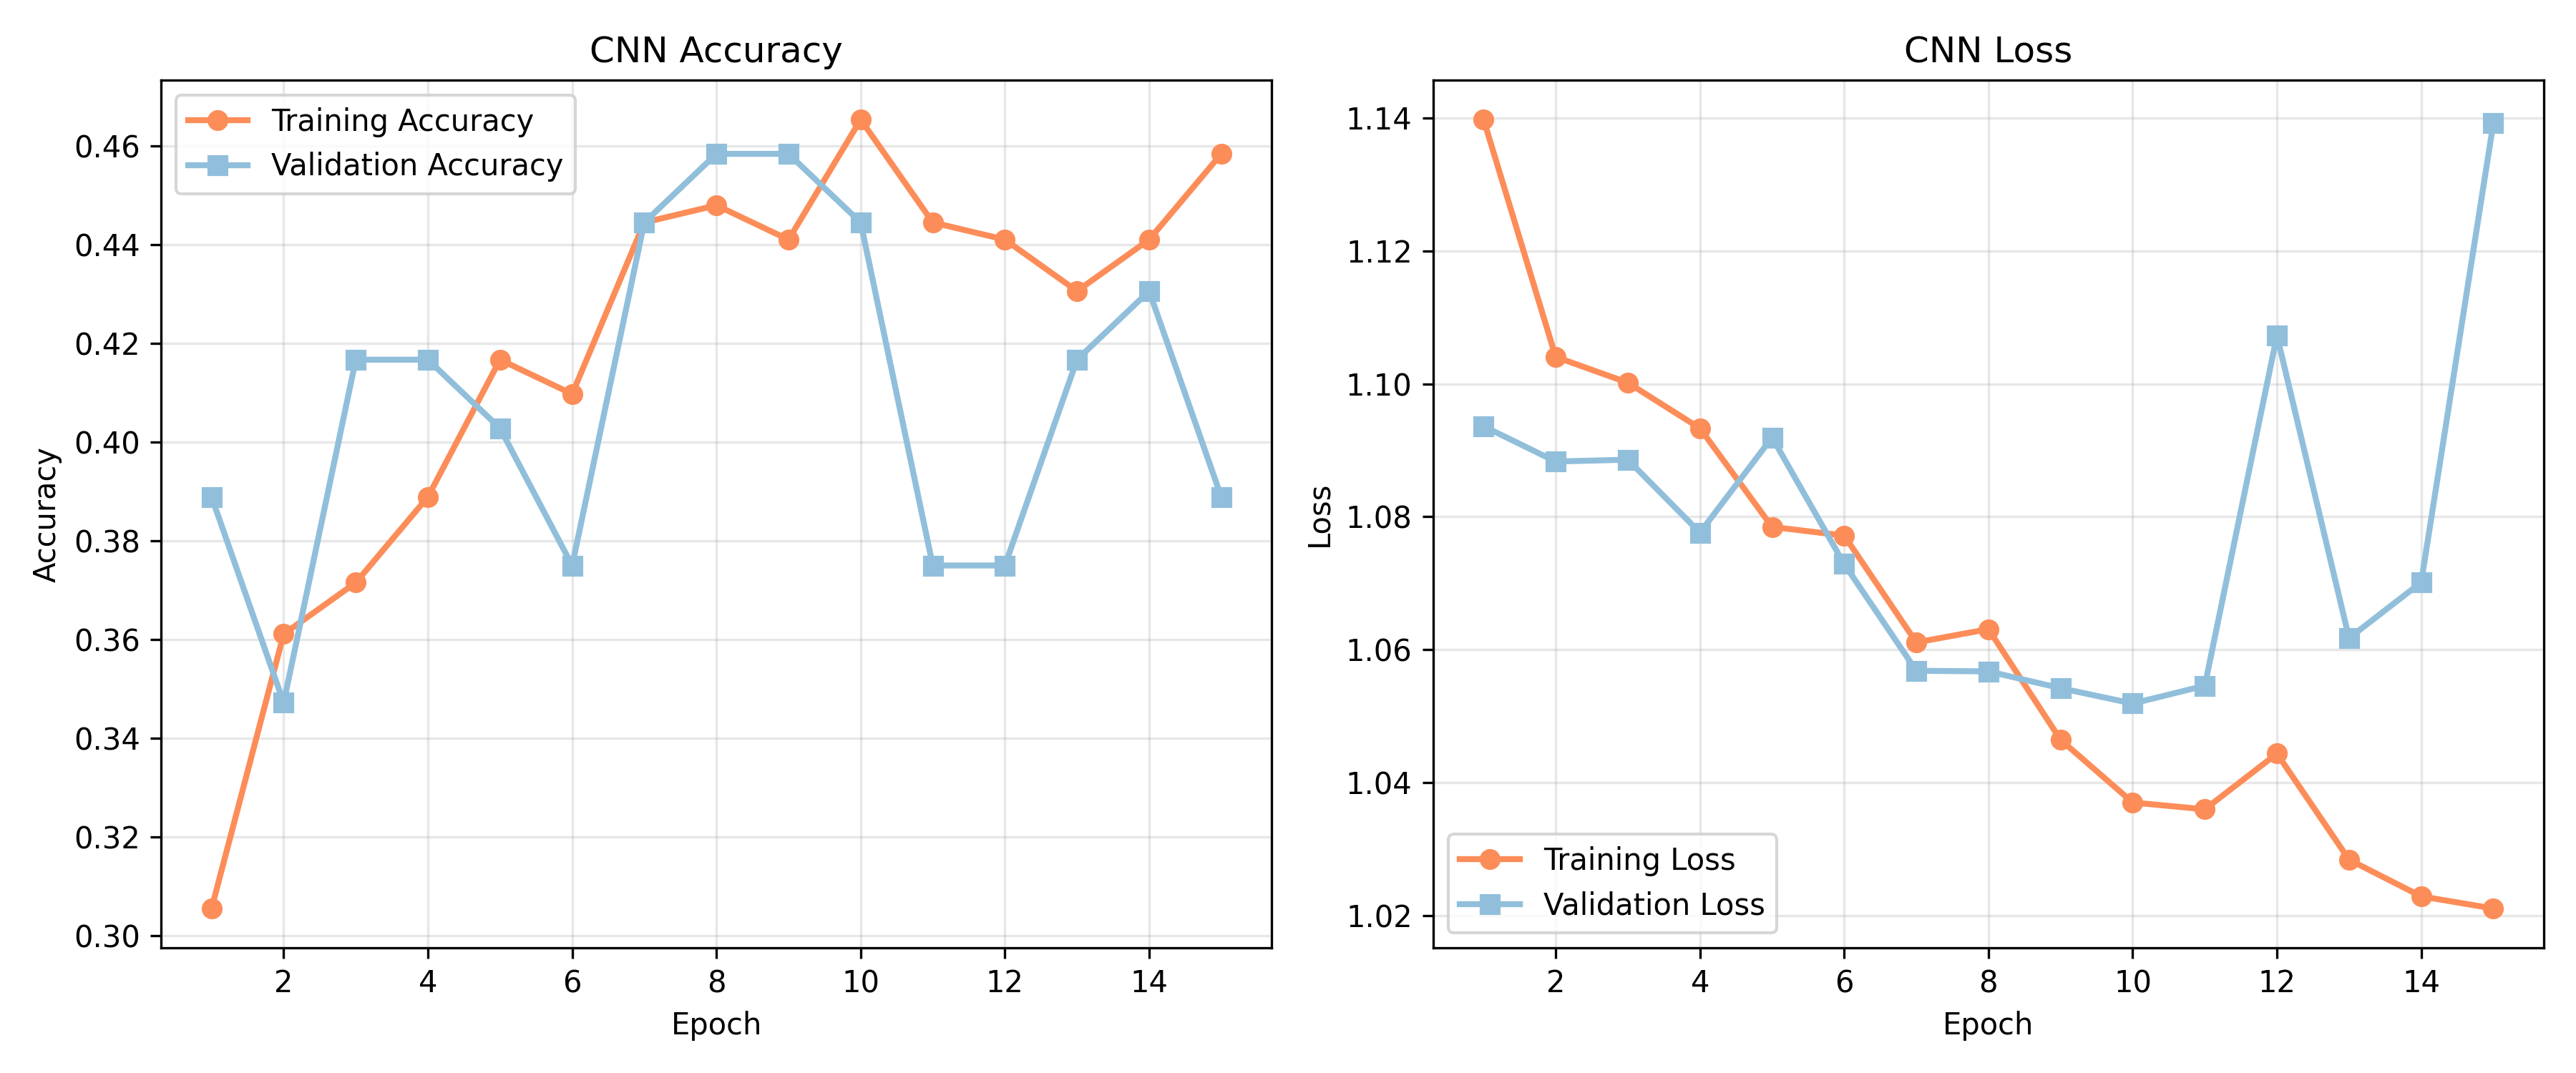 CNN Accuracy
Training Accuracy
Validation Accuracy
0.46
0.44
0.42
0.40
0.38
0.36
0.34
0.32
0.30
Accuracy
2 4 6 8 10 12 14
Epoch
CNN Loss
1.14
1.12
1.10
1.08
1.06
1.04
1.02
Loss
Training Loss
Validation Loss
2 4 6 8 10 12 14
Epoch